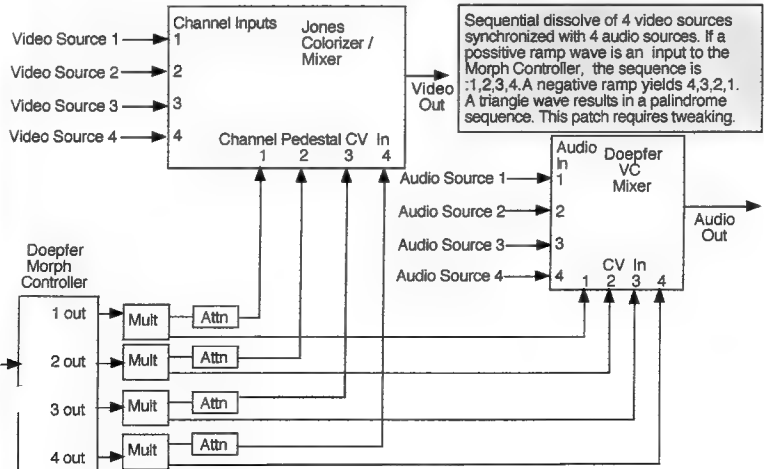 Channel Inputs
Jones
Colorizer /
Mixer
Video Source 1
1
Video Source 2
2
Video Source 3
3
Video Source 4
4
Video
Out
Channel Pedestal CV In
1 2 3 4
Sequential dissolve of 4 video sources
synchronized with 4 audio sources. If a
possitive ramp wave is an input to the
Morph Controller, the sequence is
:1,2,3,4.A negative ramp yields 4,3,2,1.
A triangle wave results in a palindrome
sequence. This patch requires tweaking.
Audio
In
Doepfer
VC
Mixer
Audio Source 1
1
Audio Source 2
2
Audio Source 3
3
Audio Source 4
4
CV In
1 2 3 4
Audio
Out
Doepfer
Morph
Controller
1 out
Mult
Attn
2 out
Mult
Attn
3 out
Mult
Attn
4 out
Mult
Attn